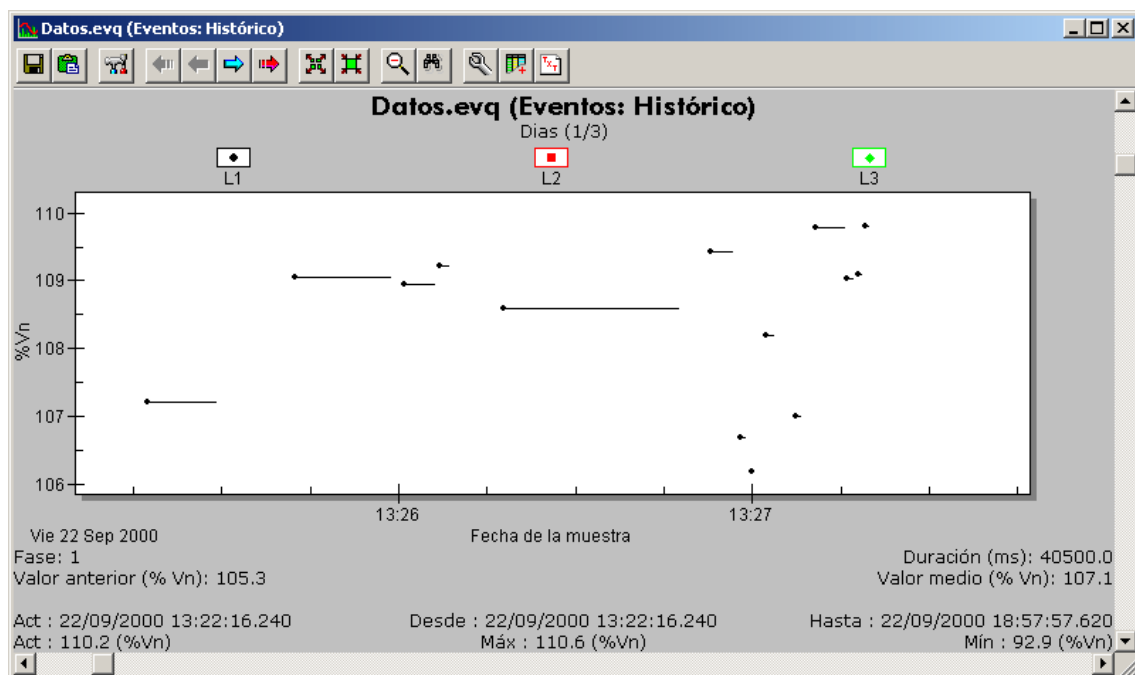 Datos.evq (Eventos: Histórico)
TxT
Datos.evq (Eventos: Histórico)
Dias (1/3)
L1 L2 L3
110
109
108
107
106
%Vn
13:26 13:27
Vie 22 Sep 2000 Fecha de la muestra
Fase: 1 Duración (ms): 40500.0
Valor anterior (% Vn): 105.3 Valor medio (% Vn): 107.1
Act : 22/09/2000 13:22:16.240 Desde : 22/09/2000 13:22:16.240 Hasta : 22/09/2000 18:57:57.620
Act : 110.2 (%Vn) Máx : 110.6 (%Vn) Mín : 92.9 (%Vn)